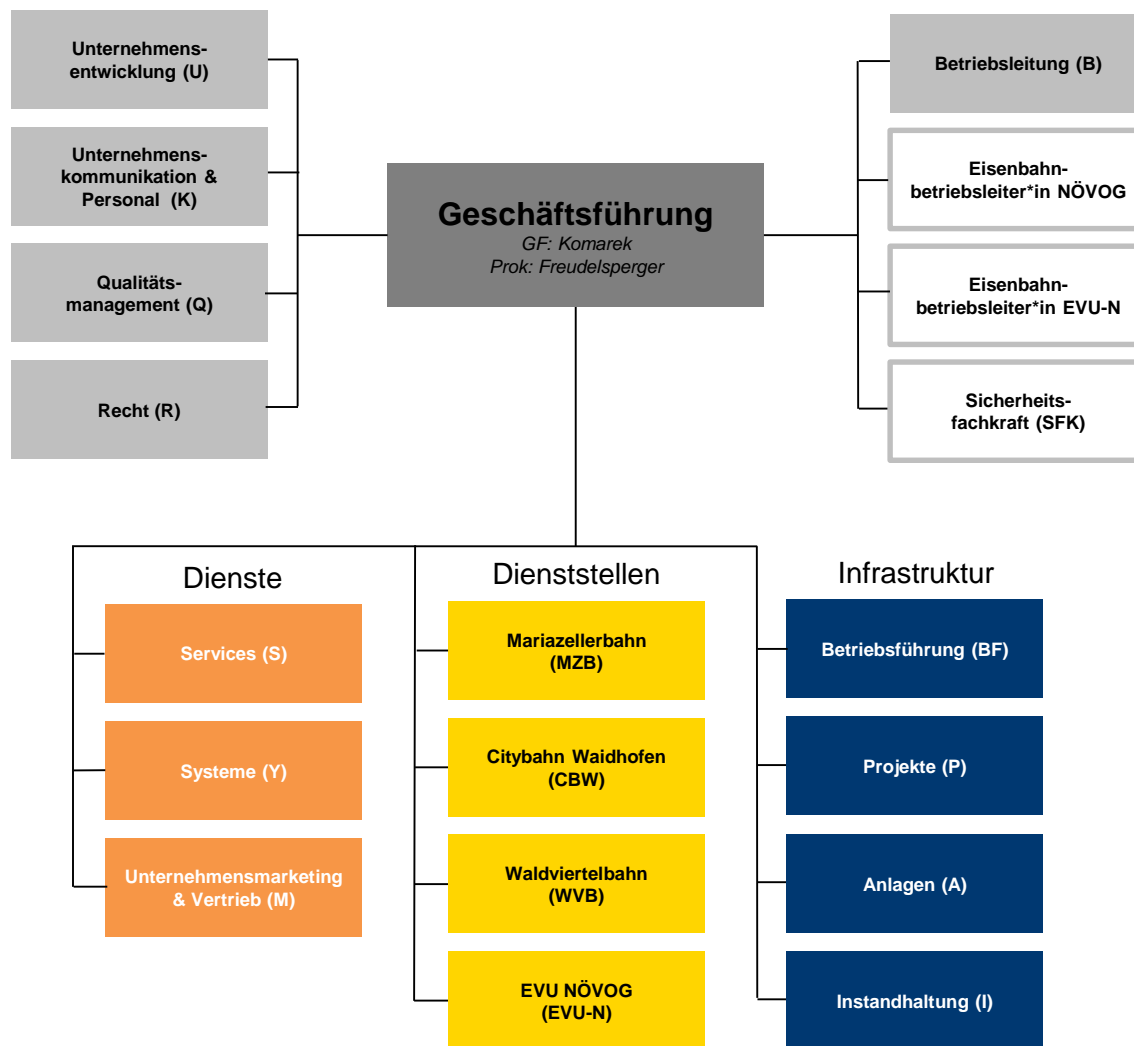 Unternehmens-
entwicklung (U)
Unternehmens-
kommunikation &
Personal (K)
Qualitäts-
management (Q)
Recht (R)
Geschäftsführung
GF: Komarek
Prok: Freudelsperger
Betriebsleitung (B)
Eisenbahn-
betriebsleiter*in NÖVOG
Eisenbahn-
betriebsleiter*in EVU-N
Sicherheits-
fachkraft (SFK)
Dienste
Services (S)
Systeme (Y)
Unternehmensmarketing
& Vertrieb (M)
Dienststellen
Mariazellerbahn
(MZB)
Citybahn Waidhofen
(CBW)
Waldviertelbahn
(WVB)
EVU NÖVOG
(EVU-N)
Infrastruktur
Betriebsführung (BF)
Projekte (P)
Anlagen (A)
Instandhaltung (I)